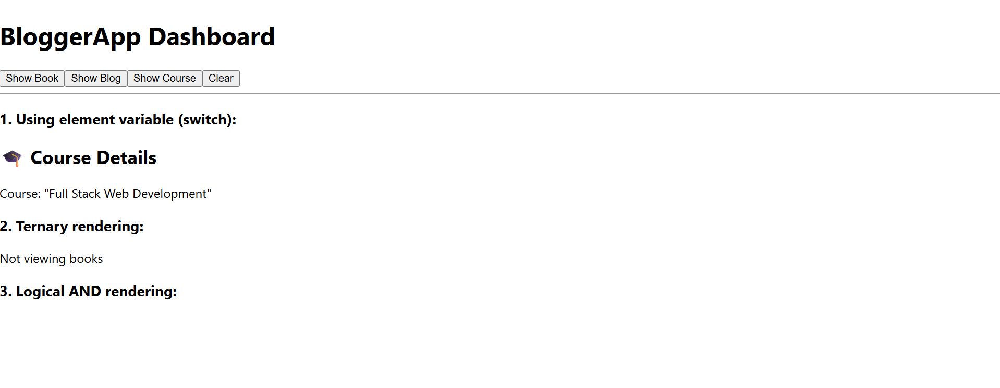 BloggerApp Dashboard
Show Book Show Blog Show Course Clear
1. Using element variable (switch):
🎓 Course Details
Course: "Full Stack Web Development"
2. Ternary rendering:
Not viewing books
3. Logical AND rendering: